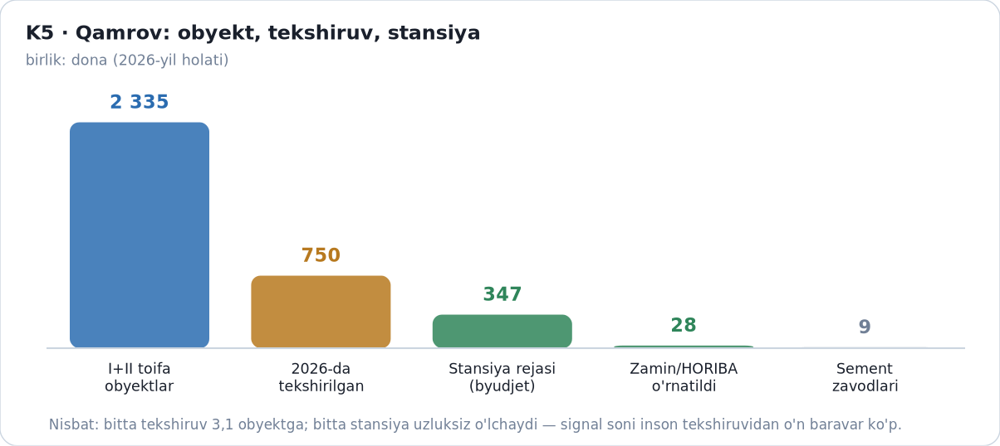 K5 · Qamrov: obyekt, tekshiruv, stansiya
birlik: dona (2026-yil holati)
2 335
750
347
28
9
I+II toifa
obyektlar
2026-da
tekshirilgan
Stansiya rejasi
(byudjet)
Zamin/HORIBA
o'rnatildi
Sement
zavodlari
Nisbat: bitta tekshiruv 3,1 obyektga; bitta stansiya uzluksiz o'lchaydi — signal soni inson tekshiruvidan o'n baravar ko'p.